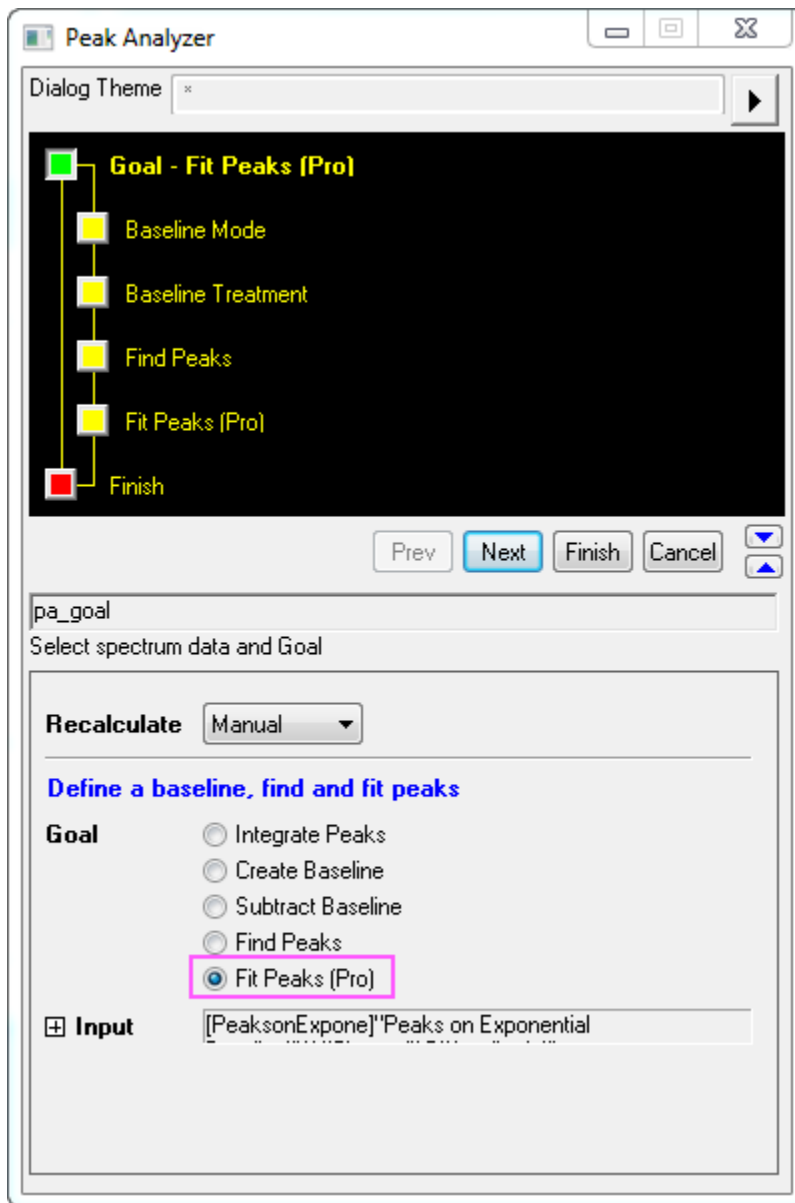 Peak Analyzer
Dialog Theme *
Goal - Fit Peaks (Pro)
Baseline Mode
Baseline Treatment
Find Peaks
Fit Peaks (Pro)
Finish
Prev Next Finish Cancel
pa_goal
Select spectrum data and Goal
Recalculate Manual
Define a baseline, find and fit peaks
Goal Integrate Peaks
Create Baseline
Subtract Baseline
Find Peaks
Fit Peaks (Pro)
Input [PeaksonExpone]"Peaks on Exponential